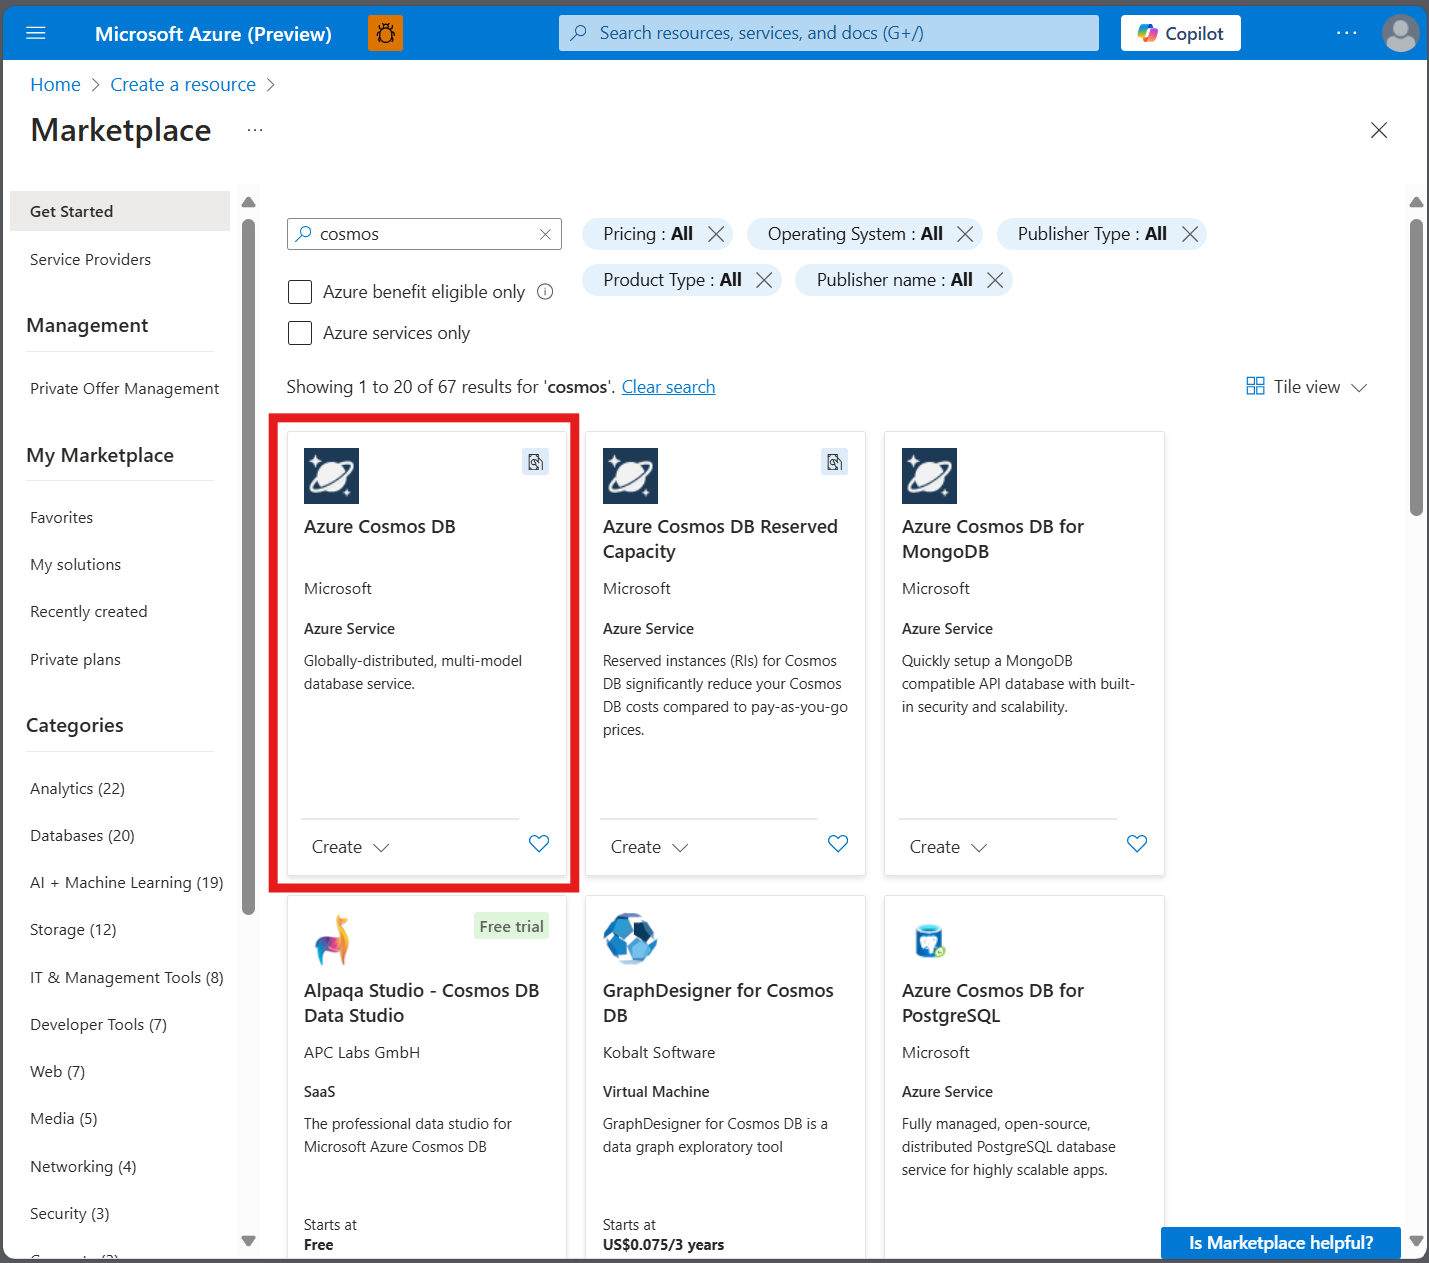 Microsoft Azure (Preview)
Search resources, services, and docs (G+/)
Copilot
Home
Create a resource
Marketplace
Get Started
Service Providers
Management
Private Offer Management
My Marketplace
Favorites
My solutions
Recently created
Private plans
Categories
Analytics (22)
Databases (20)
AI + Machine Learning (19)
Storage (12)
IT & Management Tools (8)
Developer Tools (7)
Web (7)
Media (5)
Networking (4)
Security (3)
cosmos
Pricing : All
Operating System : All
Publisher Type : All
Product Type : All
Publisher name : All
Azure benefit eligible only
Azure services only
Showing 1 to 20 of 67 results for 'cosmos'. Clear search
Tile view
Azure Cosmos DB
Microsoft
Azure Service
Globally-distributed, multi-model
database service.
Create
Azure Cosmos DB Reserved
Capacity
Microsoft
Azure Service
Reserved instances (RIs) for Cosmos
DB significantly reduce your Cosmos
DB costs compared to pay-as-you-go
prices.
Create
Azure Cosmos DB for
MongoDB
Microsoft
Azure Service
Quickly setup a MongoDB
compatible API database with built-
in security and scalability.
Create
Free trial
Alpaqa Studio - Cosmos DB
Data Studio
APC Labs GmbH
SaaS
The professional data studio for
Microsoft Azure Cosmos DB
Starts at
Free
GraphDesigner for Cosmos
DB
Kobalt Software
Virtual Machine
GraphDesigner for Cosmos DB is a
data graph exploratory tool
Starts at
US$0.075/3 years
Azure Cosmos DB for
PostgreSQL
Microsoft
Azure Service
Fully managed, open-source,
distributed PostgreSQL database
service for highly scalable apps.
Is Marketplace helpful?